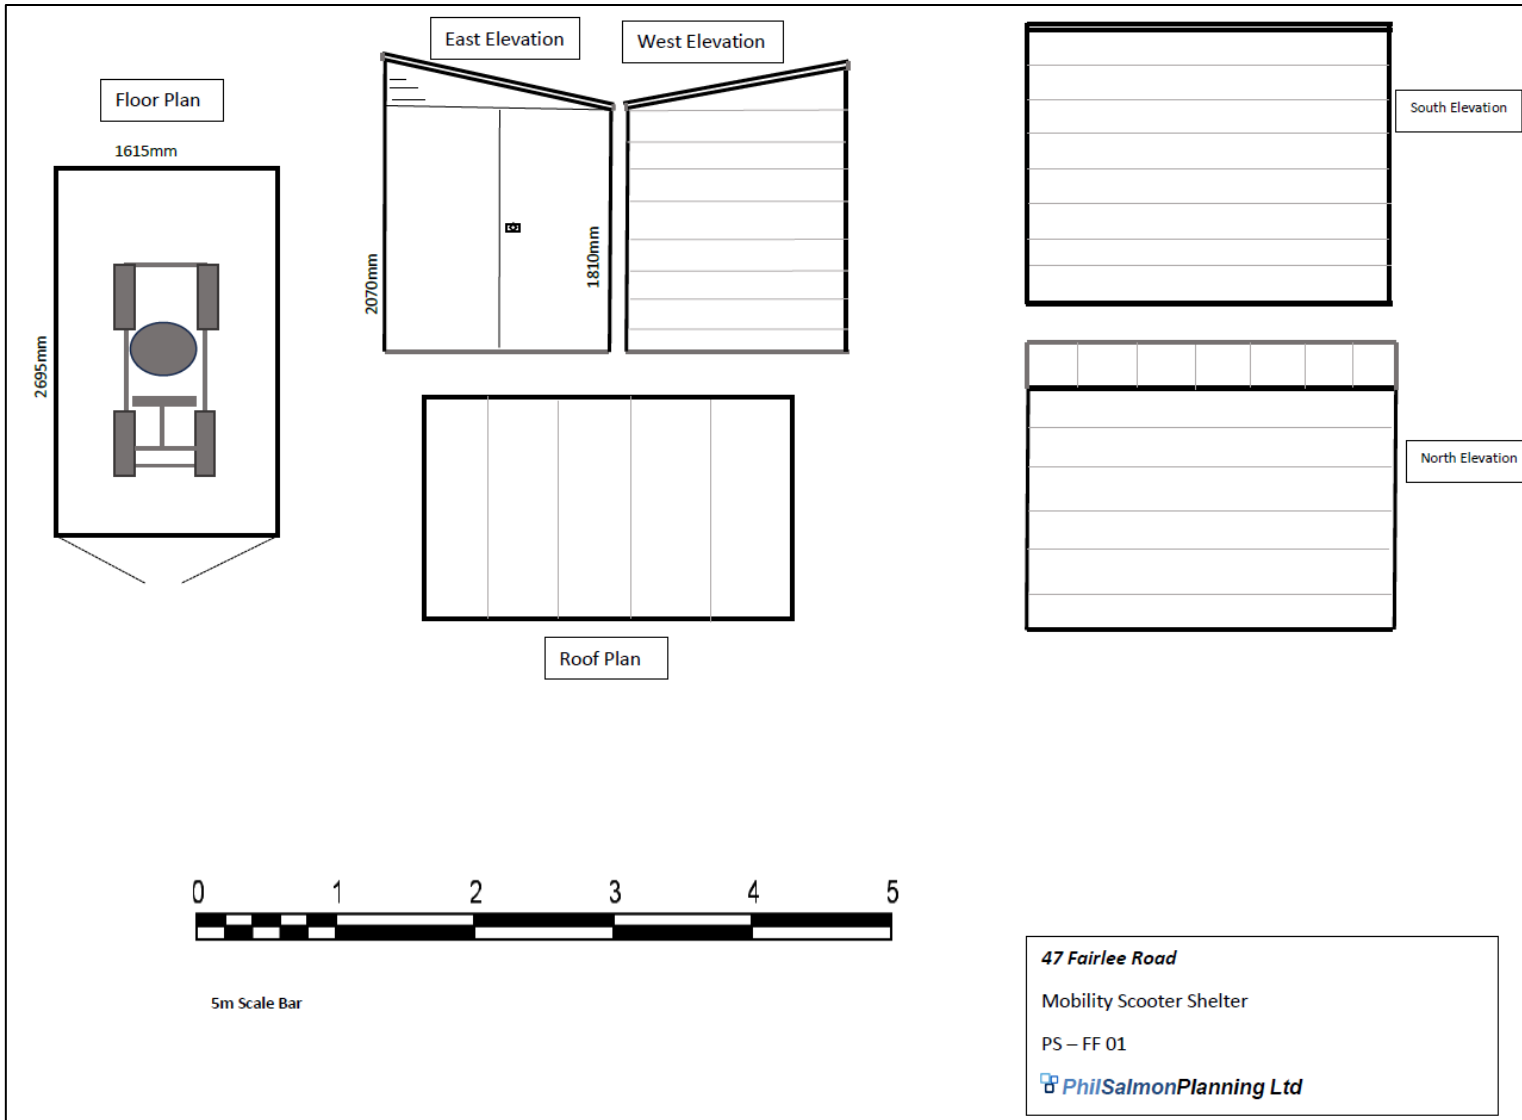 East Elevation
West Elevation
Floor Plan
South Elevation
1615mm
2070mm
1810mm
2695mm
North Elevation
Roof Plan
0 1 2 3 4 5
5m Scale Bar
47 Fairlee Road
Mobility Scooter Shelter
PS – FF 01
PhilSalmonPlanning Ltd